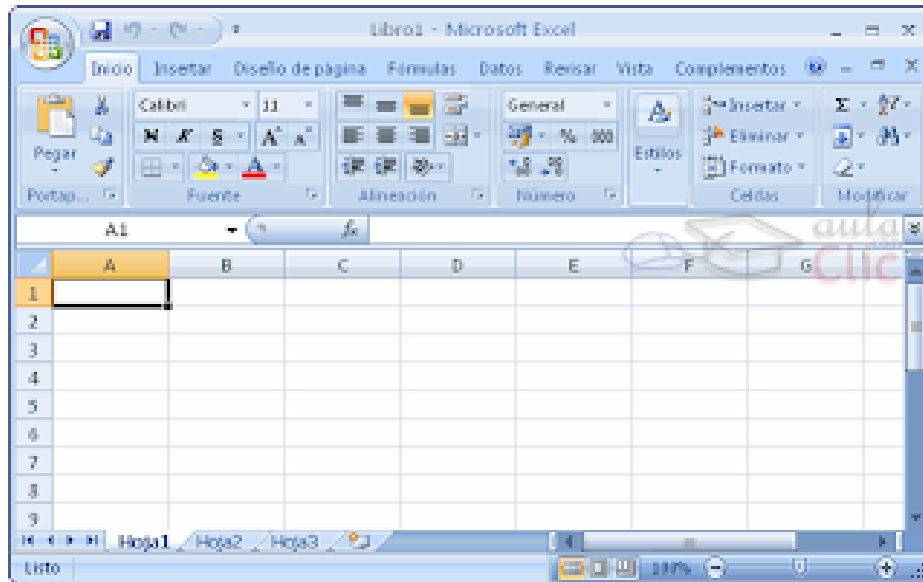 Libro1 - Microsoft Excel
Inicio Insertar Diseño de página Fórmulas Datos Revisar Vista Complementos
Calibri 11 General Insertar Σ
Pegar N K S A A % 000 Estilos Eliminar
A Formato
Portap... Fuente Alineación Número Celdas Modificar
A1 fx
aula
Clic
A B C D E F G
1
2
3
4
5
6
7
8
9
Hoja1 Hoja2 Hoja3
Listo 100%